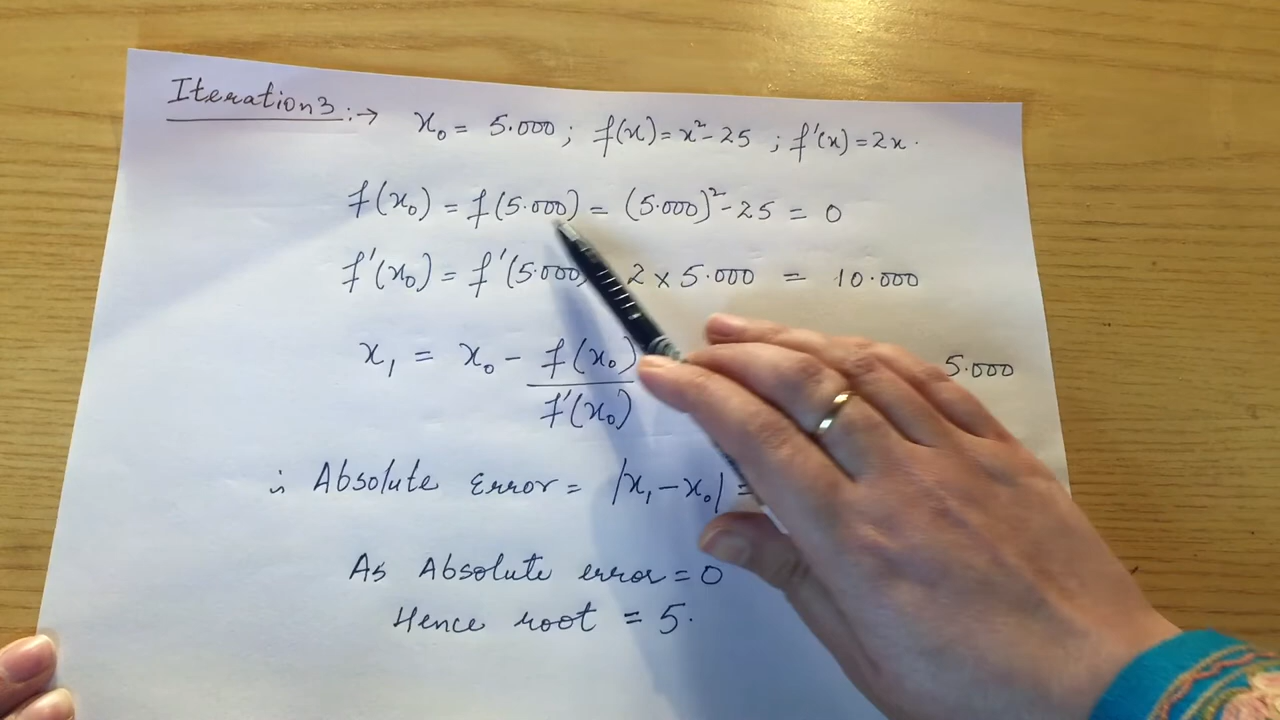 Iteration 3 :→ x₀ = 5.000 ; f(x) = x² - 25 ; f'(x) = 2x.
f(x₀) = f(5.000) = (5.000)² - 25 = 0
f'(x₀) = f'(5.000) 2 × 5.000 = 10.000
x₁ = x₀ - f(x₀) / f'(x₀) 5.000
∴ Absolute Error = |x₁ - x₀| =
As Absolute error = 0
Hence root = 5.